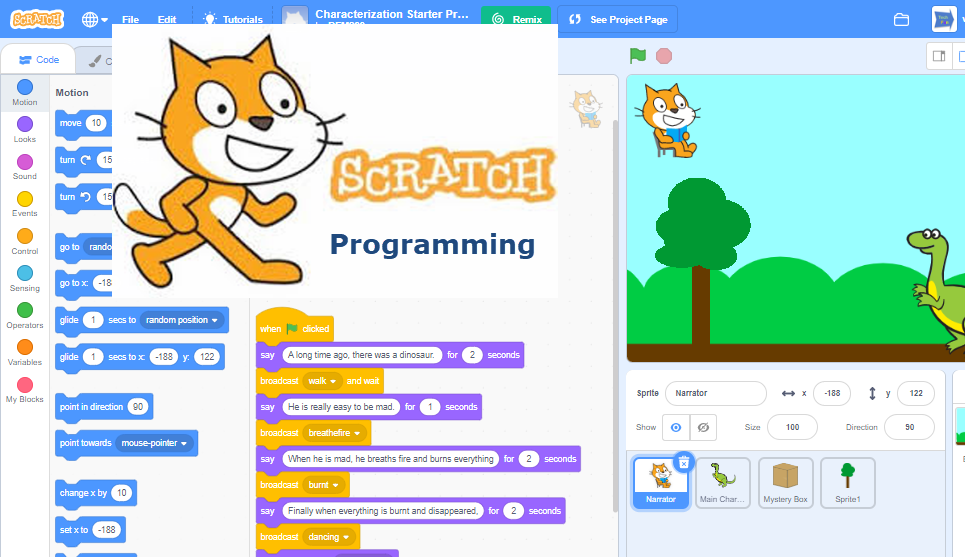 SCRATCH
File
Edit
Tutorials
Characterization Starter Pr...
Remix
See Project Page
Code
Motion
Looks
Sound
Events
Control
Sensing
Operators
Variables
My Blocks
Motion
move 10
turn 15
turn 15
go to
go to x:
glide 1 secs to random position
glide 1 secs to x: -188 y: 122
point in direction 90
point towards mouse-pointer
change x by 10
set x to -188
SCRATCH
Programming
when clicked
say A long time ago, there was a dinosaur. for 2 seconds
broadcast walk and wait
say He is really easy to be mad. for 1 seconds
broadcast breathefire
say When he is mad, he breaths fire and burns everything for 2 seconds
broadcast burnt
say Finally when everything is burnt and disappeared, for 2 seconds
broadcast dancing
Sprite Narrator x -188 y 122
Show Size 100 Direction 90
Narrator
Main Char...
Mystery Box
Sprite1